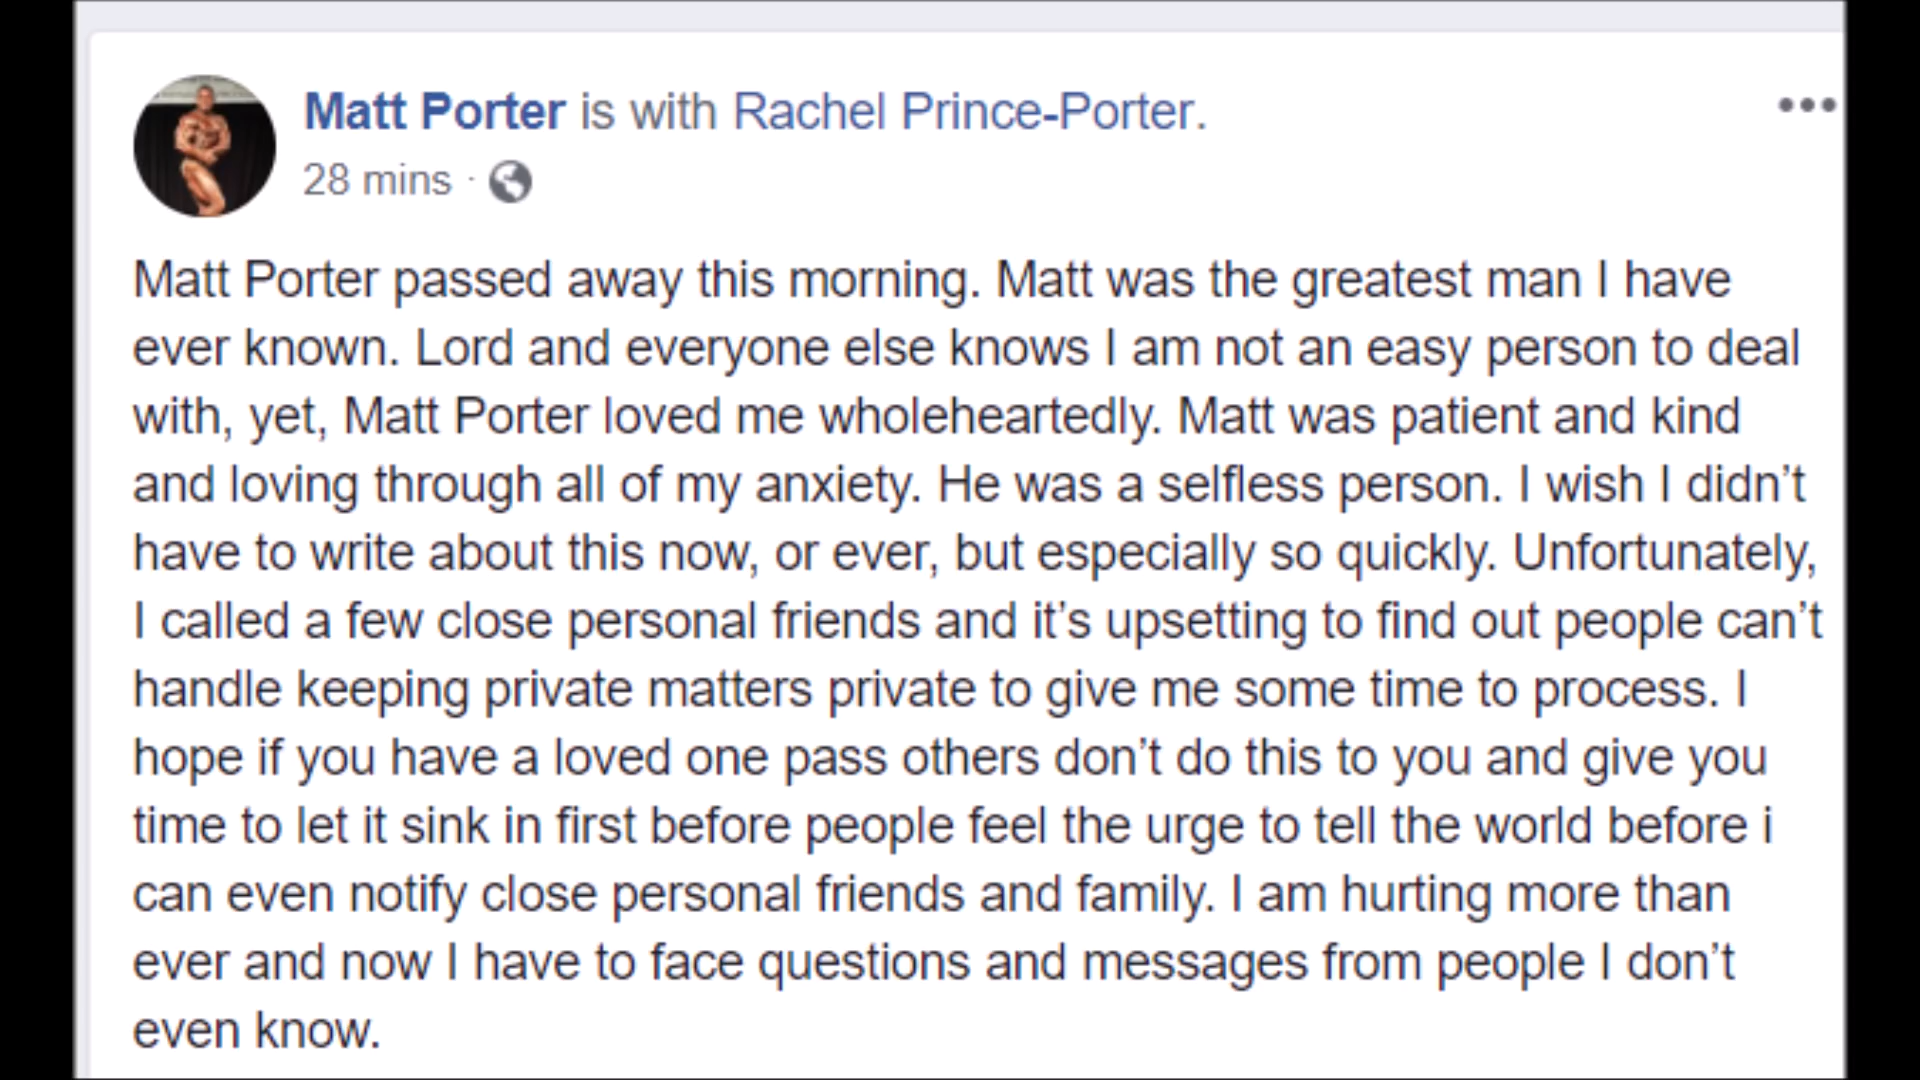 Matt Porter is with Rachel Prince-Porter.
28 mins ·
Matt Porter passed away this morning. Matt was the greatest man I have
ever known. Lord and everyone else knows I am not an easy person to deal
with, yet, Matt Porter loved me wholeheartedly. Matt was patient and kind
and loving through all of my anxiety. He was a selfless person. I wish I didn’t
have to write about this now, or ever, but especially so quickly. Unfortunately,
I called a few close personal friends and it’s upsetting to find out people can’t
handle keeping private matters private to give me some time to process. I
hope if you have a loved one pass others don’t do this to you and give you
time to let it sink in first before people feel the urge to tell the world before i
can even notify close personal friends and family. I am hurting more than
ever and now I have to face questions and messages from people I don’t
even know.